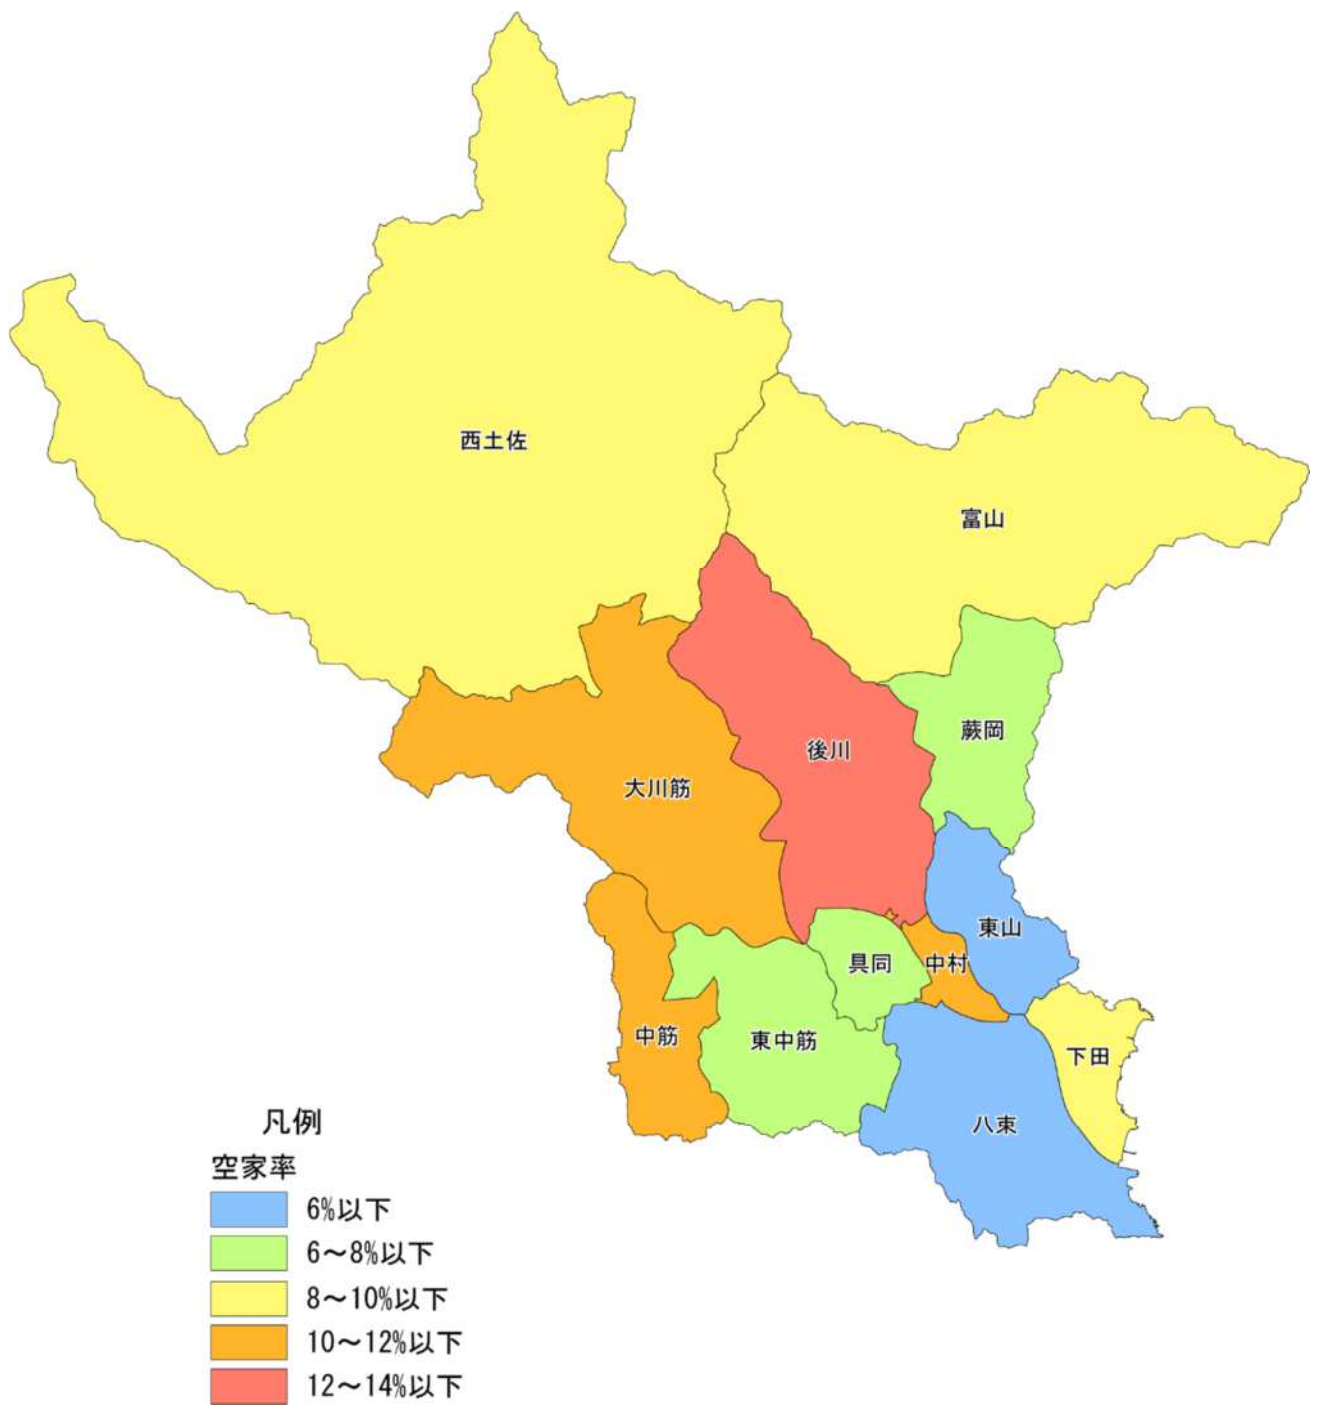 西土佐
富山
蕨岡
後川
大川筋
東山
具同
中村
中筋
東中筋
下田
八束
凡例
空家率
6%以下
6～8%以下
8～10%以下
10～12%以下
12～14%以下